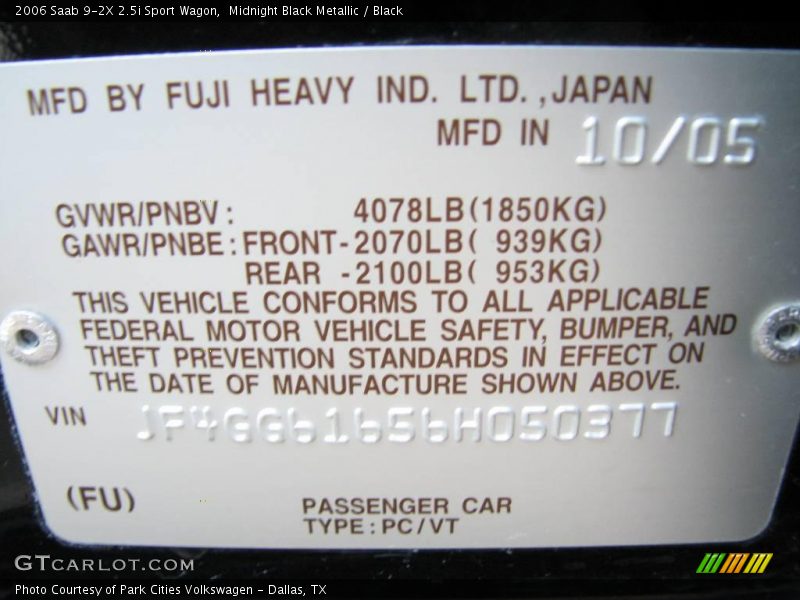 2006 Saab 9-2X 2.5i Sport Wagon,  Midnight Black Metallic / Black
MFD BY FUJI HEAVY IND. LTD. ,JAPAN
MFD IN 10/05
GVWR/PNBV: 4078LB(1850KG)
GAWR/PNBE:FRONT-2070LB( 939KG)
REAR -2100LB( 953KG)
THIS VEHICLE CONFORMS TO ALL APPLICABLE
FEDERAL MOTOR VEHICLE SAFETY, BUMPER, AND
THEFT PREVENTION STANDARDS IN EFFECT ON
THE DATE OF MANUFACTURE SHOWN ABOVE.
VIN JF4GG61656H050377
(FU)
PASSENGER CAR
TYPE:PC/VT
GTCARLOT.COM
Photo Courtesy of Park Cities Volkswagen - Dallas, TX